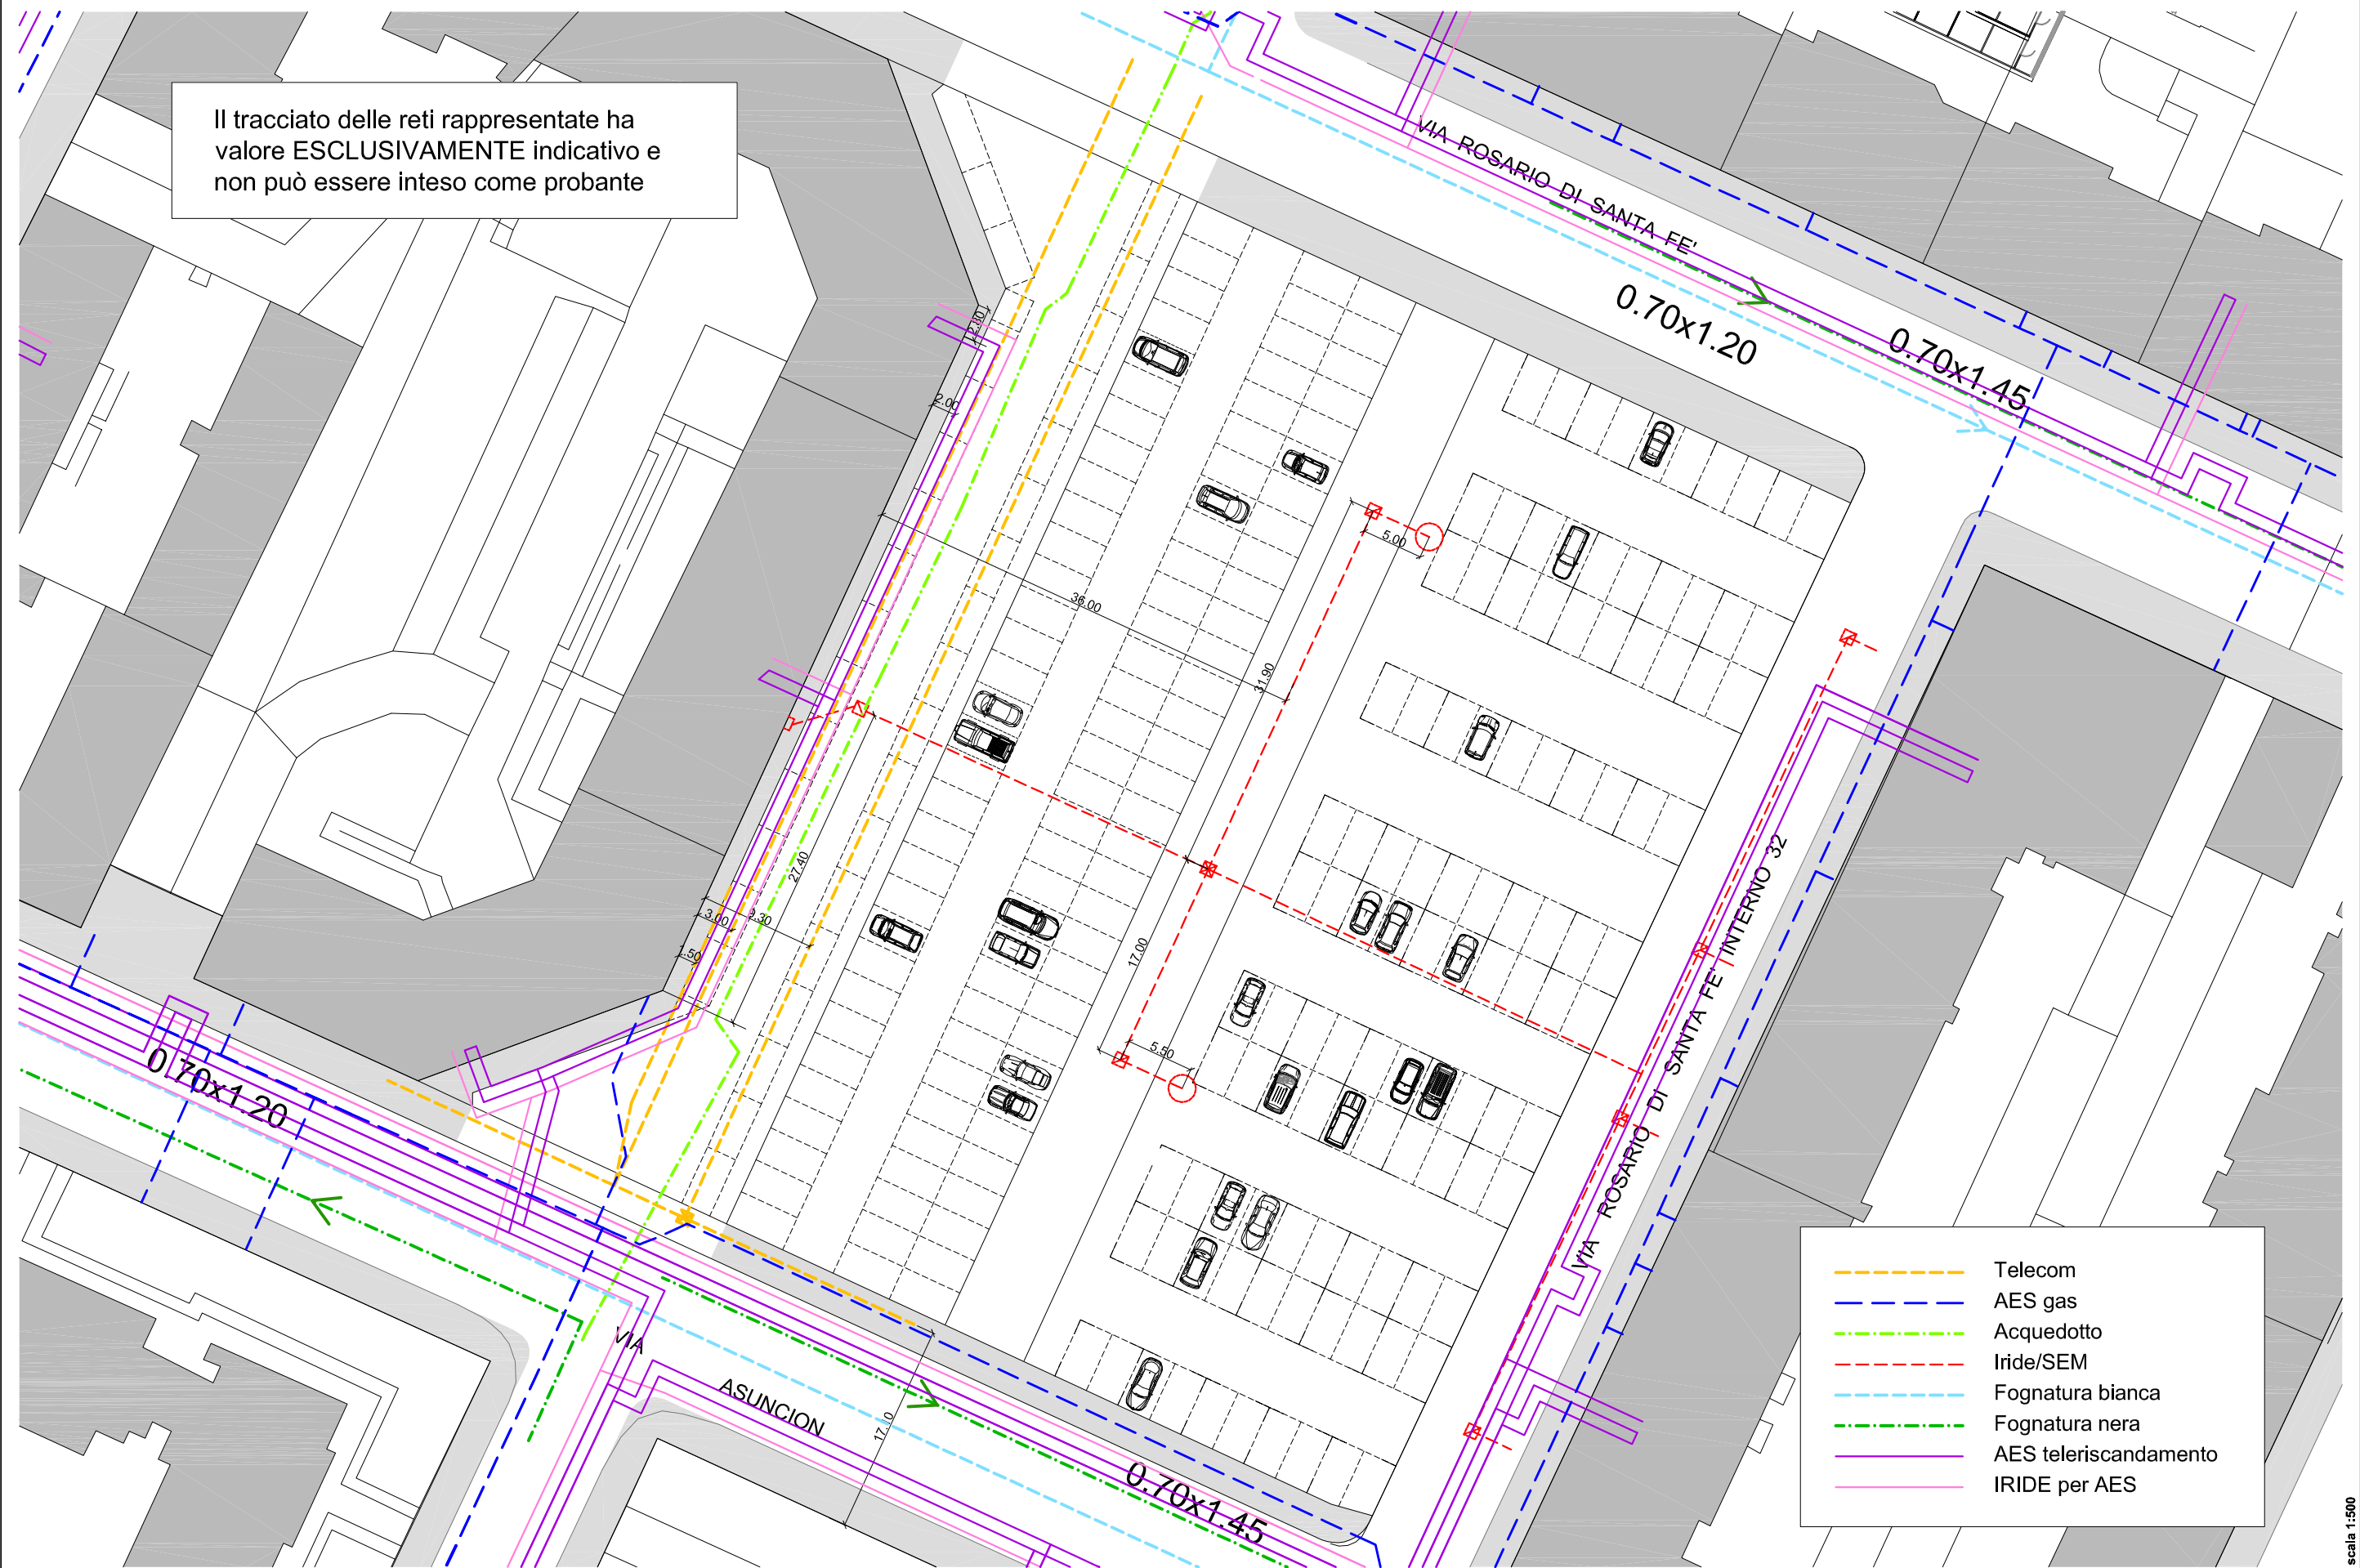 Il tracciato delle reti rappresentate ha
valore ESCLUSIVAMENTE indicativo e
non può essere inteso come probante
VIA ROSARIO DI SANTA FE'
0.70x1.20
0.70x1.45
2.00
5.00
36.00
31.90
27.40
3.00
9.30
1.50
17.00
5.50
0.70x1.20
VIA ROSARIO DI SANTA FE' INTERNO 32
VIA
ASUNCION
0.70x1.45
Telecom
AES gas
Acquedotto
Iride/SEM
Fognatura bianca
Fognatura nera
AES teleriscandamento
IRIDE per AES
scala 1:500